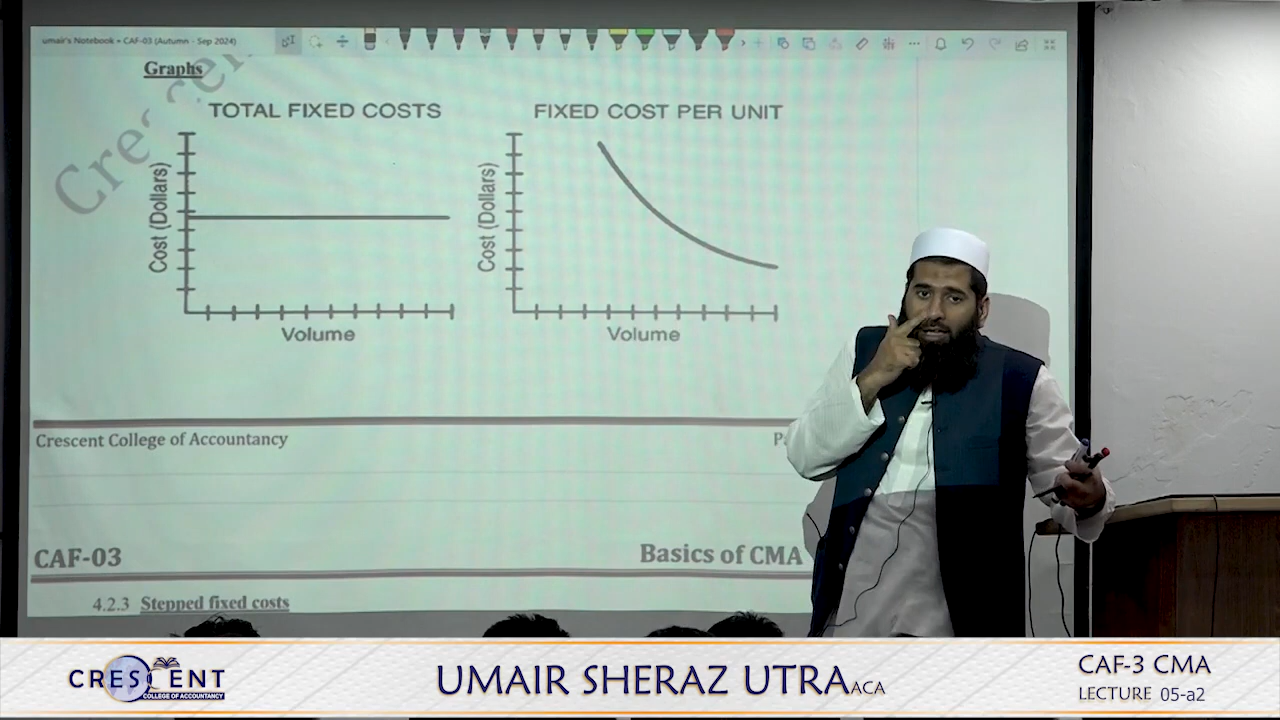 umair's Notebook • CAF-03 (Autumn - Sep 2024)
Graphs
TOTAL FIXED COSTS
FIXED COST PER UNIT
Cost (Dollars)
Volume
Cost (Dollars)
Volume
Crescent College of Accountancy
CAF-03
Basics of CMA
4.2.3 Stepped fixed costs
CRESCENT
COLLEGE OF ACCOUNTANCY
UMAIR SHERAZ UTRA ACA
CAF-3 CMA
LECTURE 05-a2